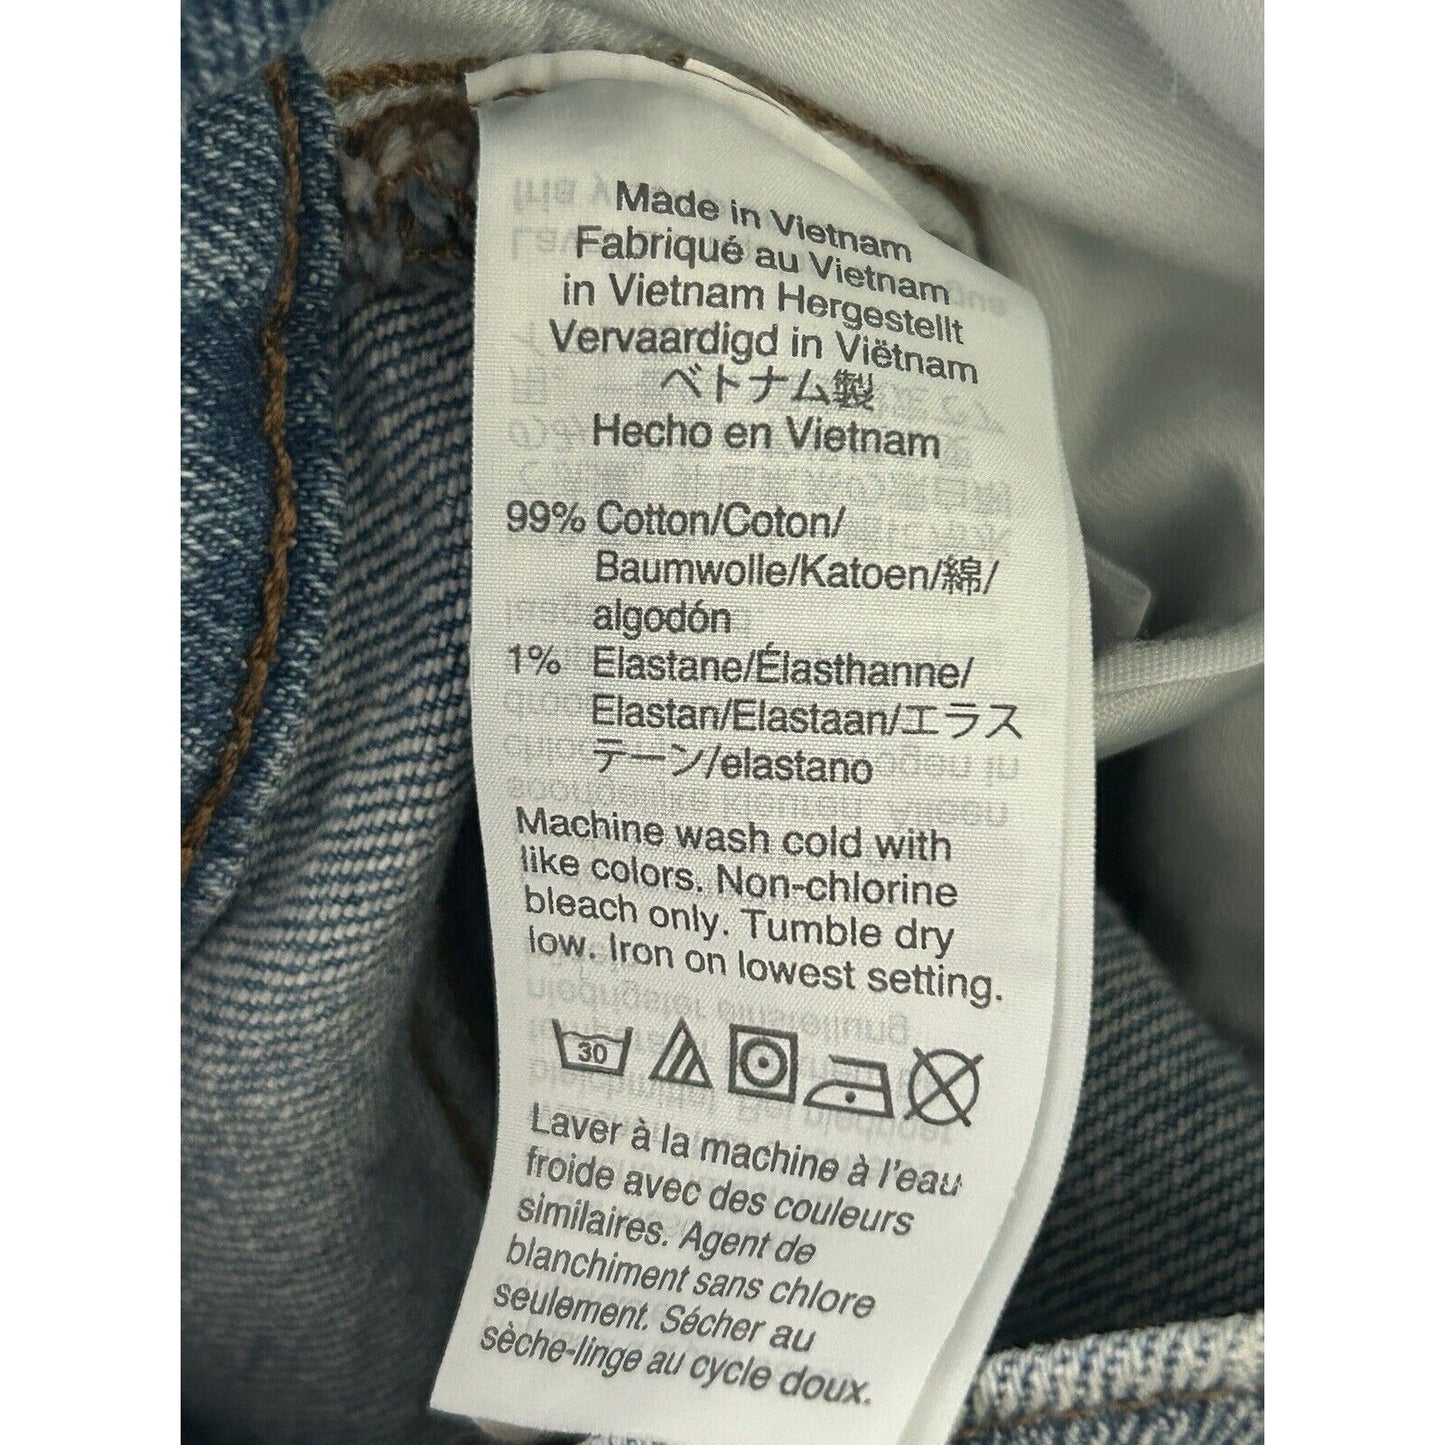 Made in Vietnam
Fabriqué au Vietnam
in Vietnam Hergestellt
Vervaardigd in Viëtnam
ベトナム製
Hecho en Vietnam
99% Cotton/Coton/
Baumwolle/Katoen/綿/
algodón
1% Elastane/Élasthanne/
Elastan/Elastaan/エラス
テーン/elastano
Machine wash cold with
like colors. Non-chlorine
bleach only. Tumble dry
low. Iron on lowest setting.
30
Laver à la machine à l'eau
froide avec des couleurs
similaires. Agent de
blanchiment sans chlore
seulement. Sécher au
sèche-linge au cycle doux.